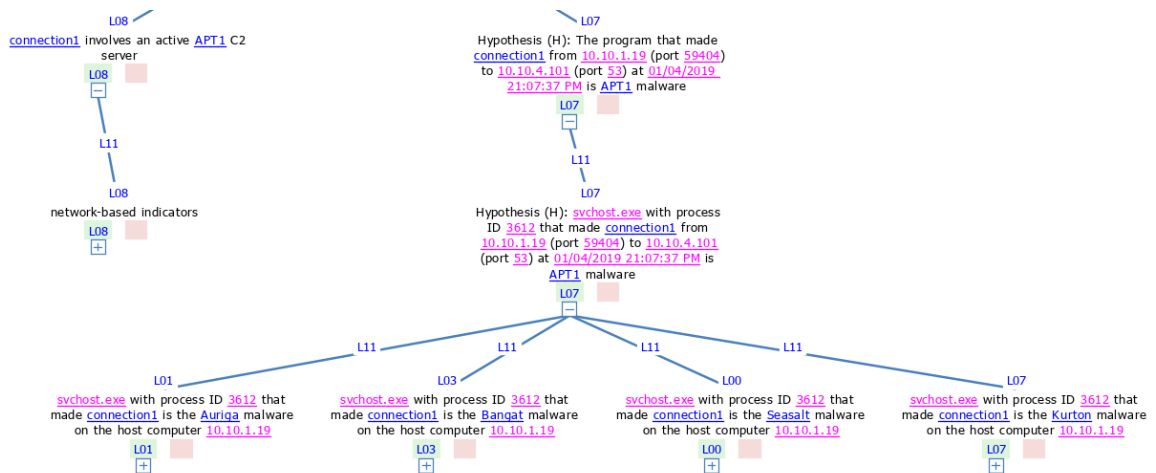 L08
connection1 involves an active APT1 C2
server
L08
L11
L08
network-based indicators
L08
L07
Hypothesis (H): The program that made
connection1 from 10.10.1.19 (port 59404)
to 10.10.4.101 (port 53) at 01/04/2019
21:07:37 PM is APT1 malware
L07
L11
L07
Hypothesis (H): svchost.exe with process
ID 3612 that made connection1 from
10.10.1.19 (port 59404) to 10.10.4.101
(port 53) at 01/04/2019 21:07:37 PM is
APT1 malware
L07
L11
L01
svchost.exe with process ID 3612 that
made connection1 is the Auriga malware
on the host computer 10.10.1.19
L01
L11
L03
svchost.exe with process ID 3612 that
made connection1 is the Bangat malware
on the host computer 10.10.1.19
L03
L11
L00
svchost.exe with process ID 3612 that
made connection1 is the Seasalt malware
on the host computer 10.10.1.19
L00
L11
L07
svchost.exe with process ID 3612 that
made connection1 is the Kurton malware
on the host computer 10.10.1.19
L07